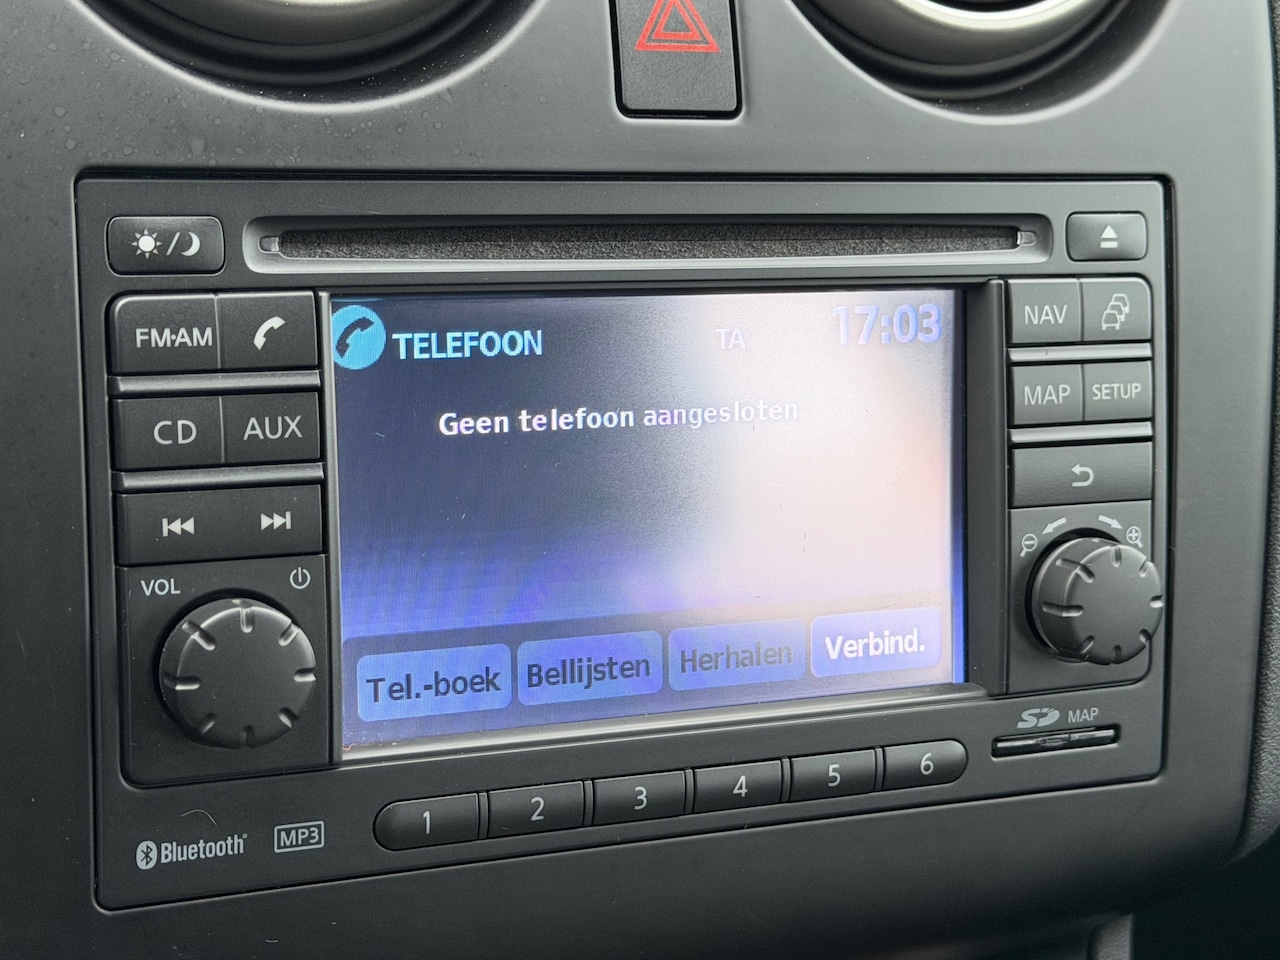 FM·AM
CD
AUX
VOL
TELEFOON
TA
17:03
Geen telefoon aangesloten
Tel.-boek
Bellijsten
Herhalen
Verbind.
NAV
MAP
SETUP
SD MAP
1
2
3
4
5
6
Bluetooth®
MP3